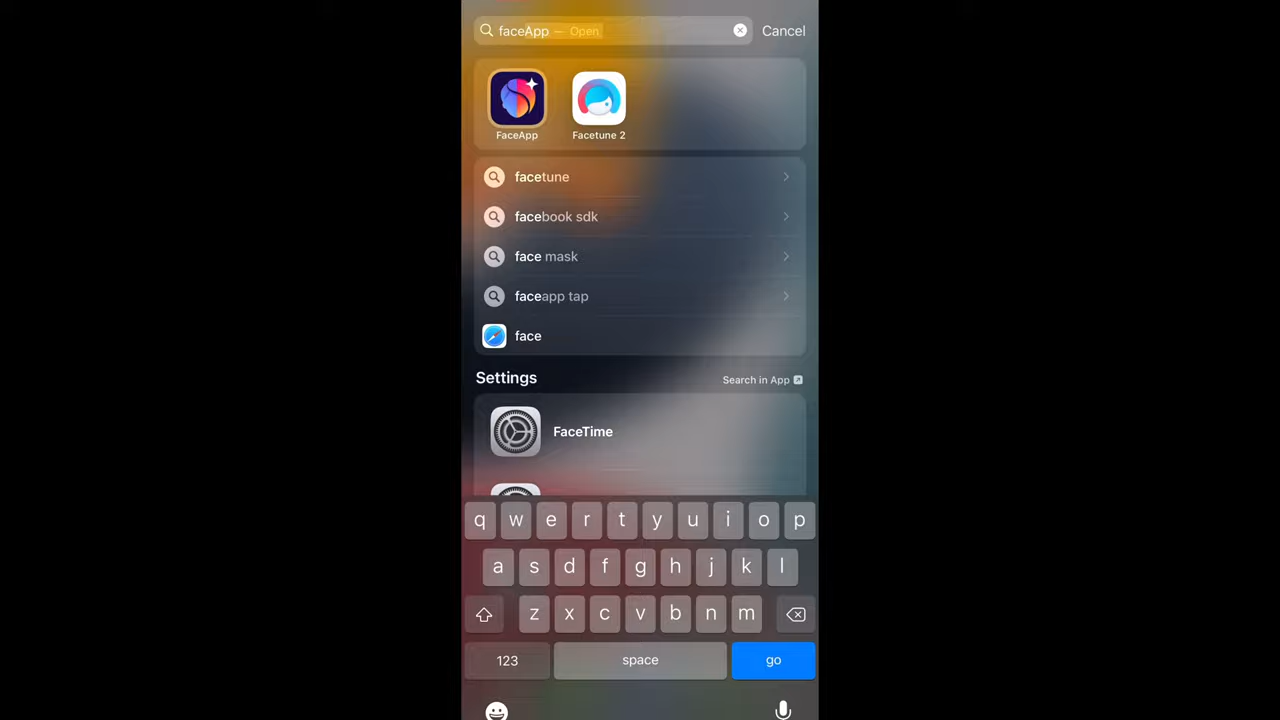 faceApp — Open
Cancel
FaceApp
Facetune 2
facetune
facebook sdk
face mask
faceapp tap
face
Settings
Search in App
FaceTime
q w e r t y u i o p
a s d f g h j k l
z x c v b n m
123 space go